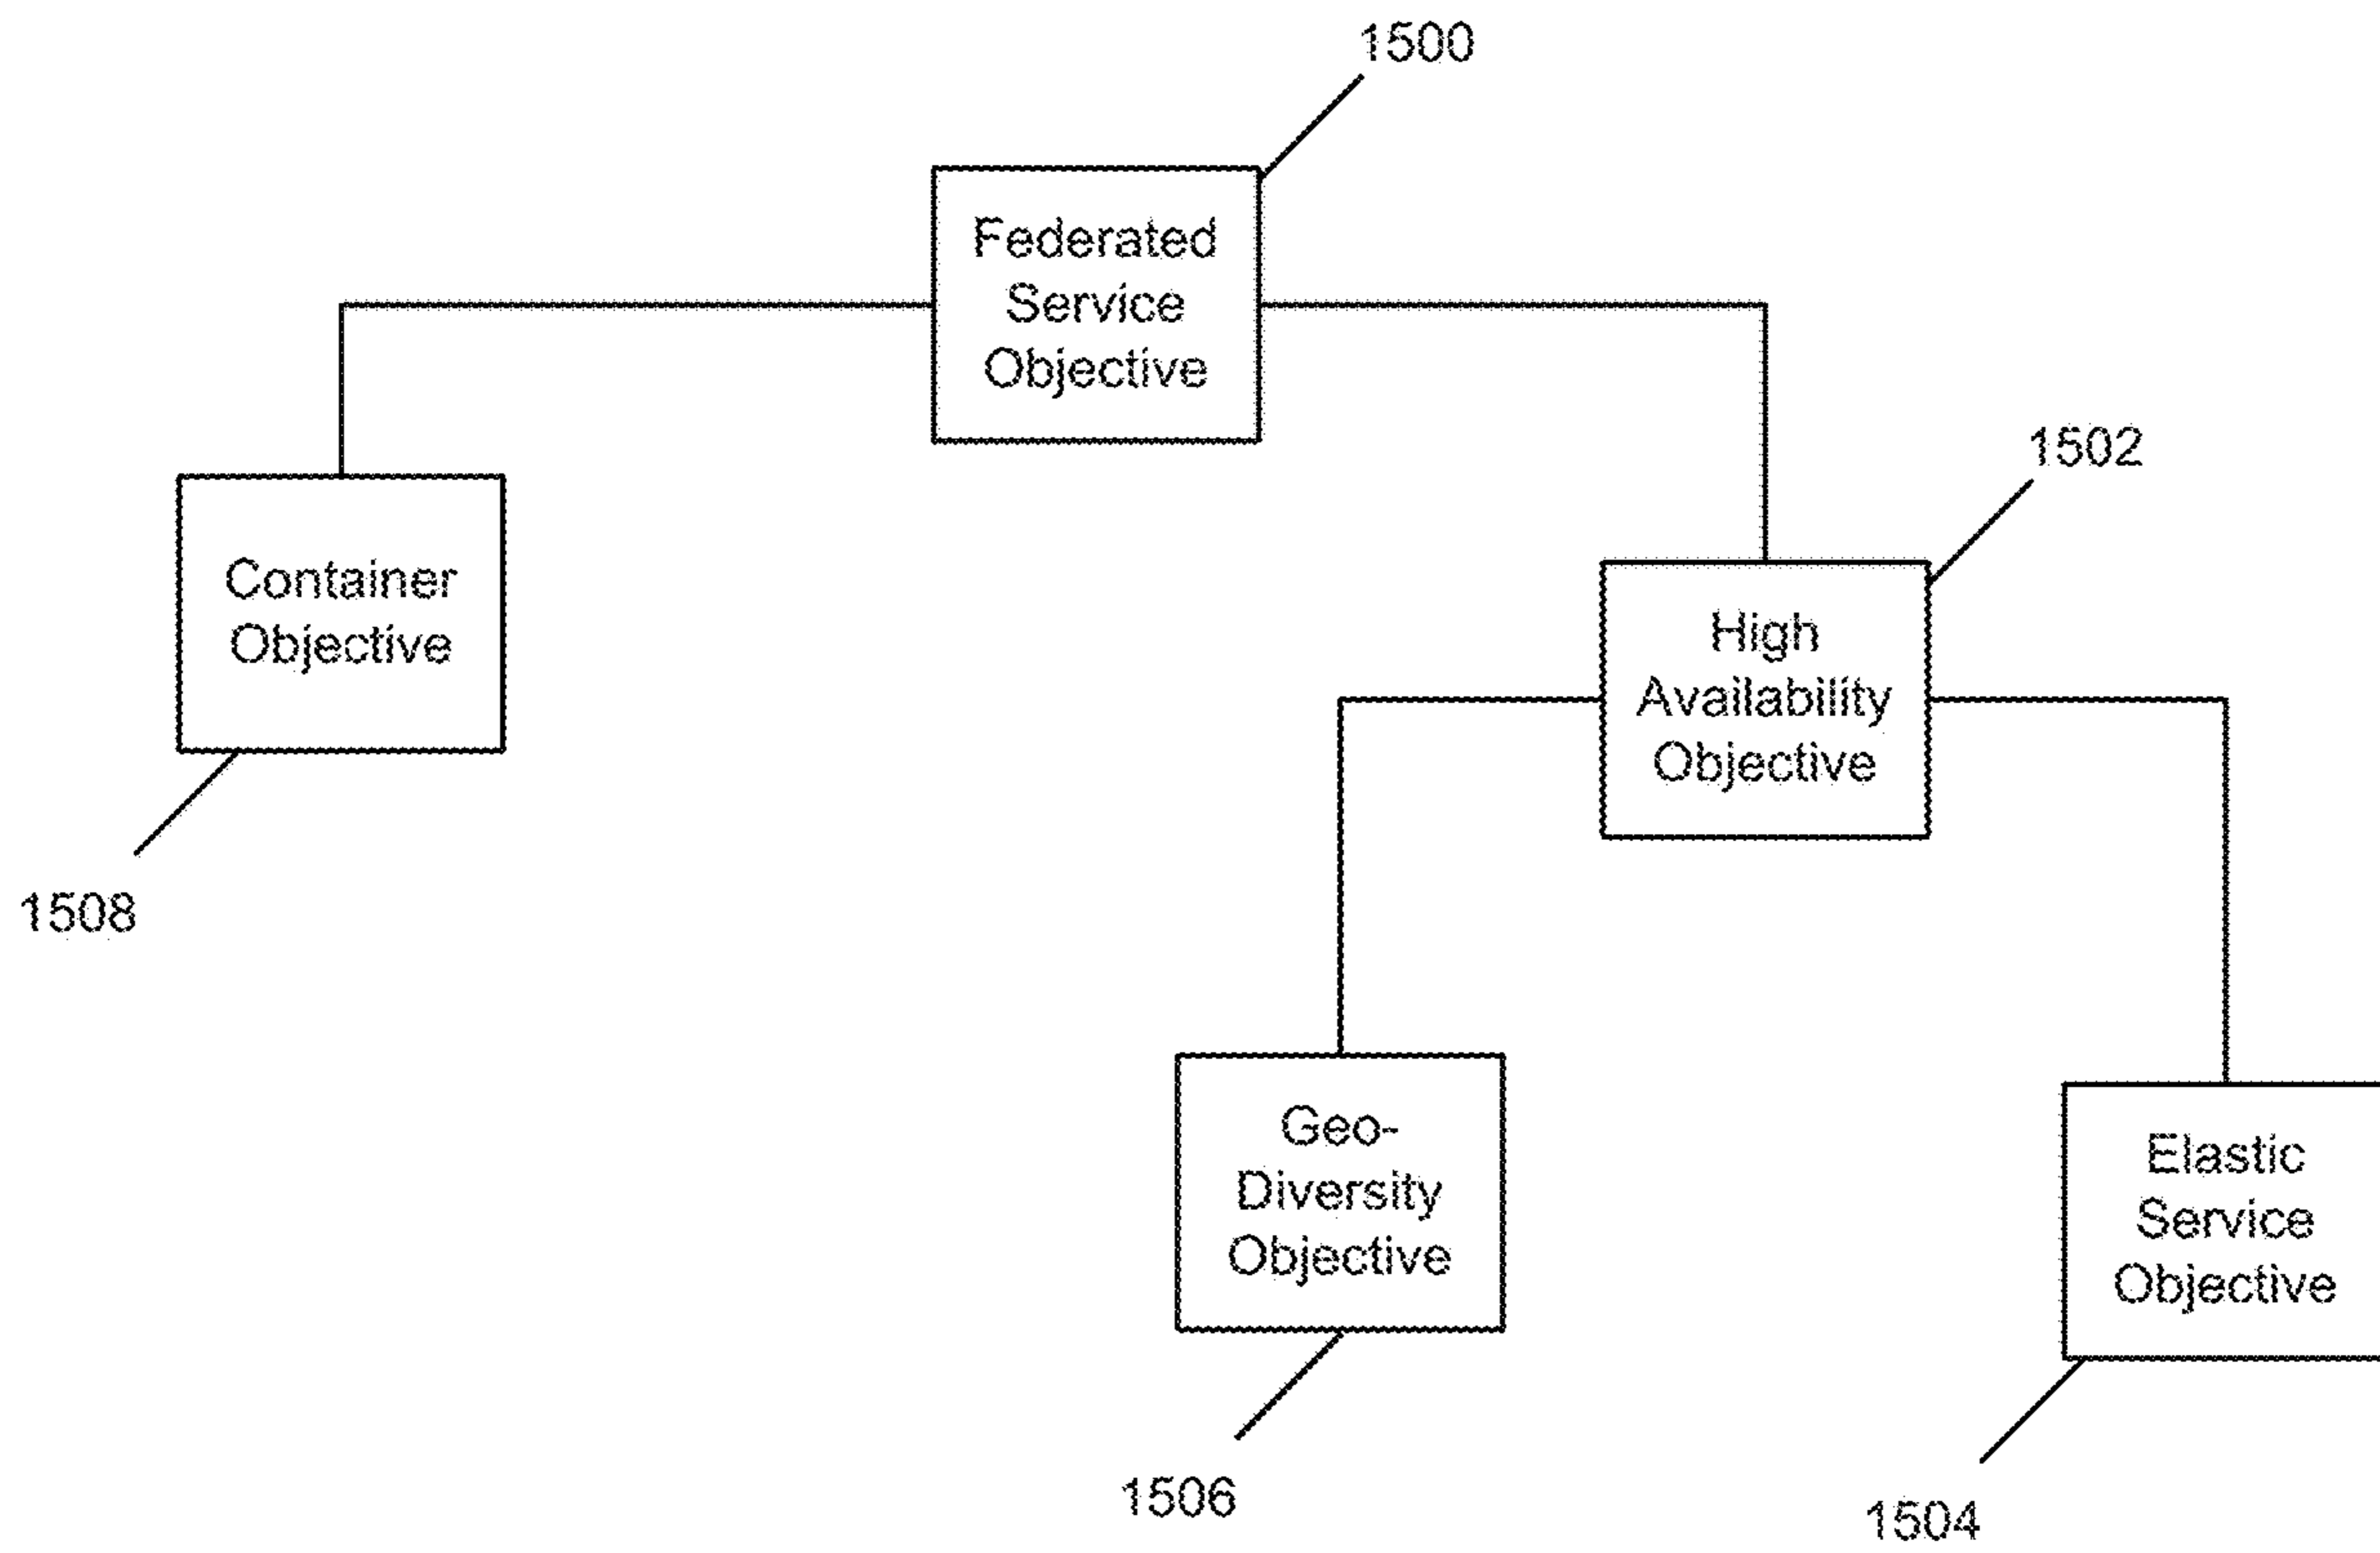 1500
Federated
Service
Objective
1502
Container
Objective
High
Availability
Objective
1508
Geo-
Diversity
Objective
Elastic
Service
Objective
1506
1504